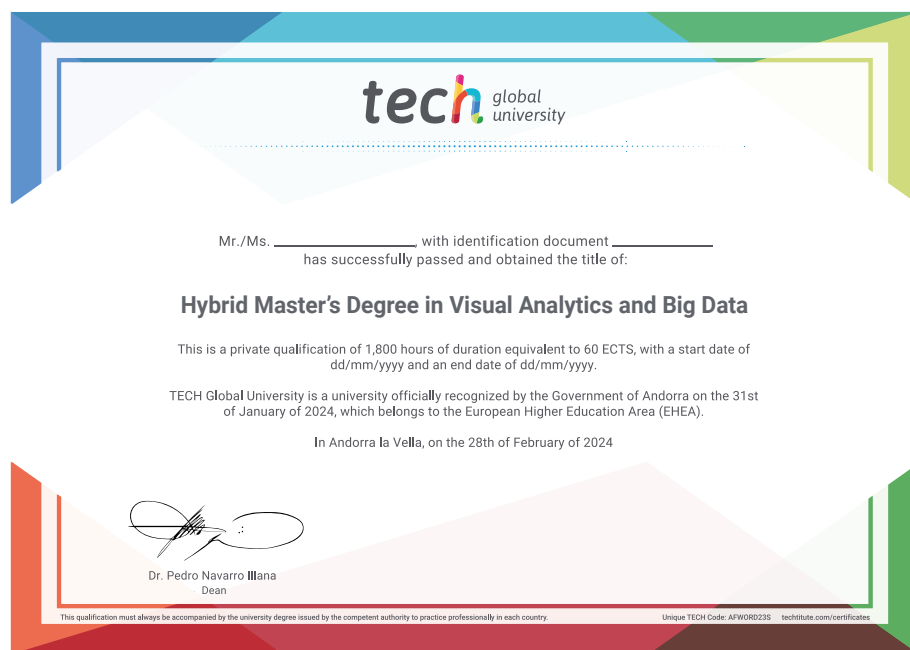 tech global
university
Mr./Ms. ____________, with identification document ____________
has successfully passed and obtained the title of:
Hybrid Master's Degree in Visual Analytics and Big Data
This is a private qualification of 1,800 hours of duration equivalent to 60 ECTS, with a start date of
dd/mm/yyyy and an end date of dd/mm/yyyy.
TECH Global University is a university officially recognized by the Government of Andorra on the 31st
of January of 2024, which belongs to the European Higher Education Area (EHEA).
In Andorra la Vella, on the 28th of February of 2024
Dr. Pedro Navarro Illana
Dean
This qualification must always be accompanied by the university degree issued by the competent authority to practice professionally in each country.
Unique TECH Code: AFWORD23S techtitute.com/certificates